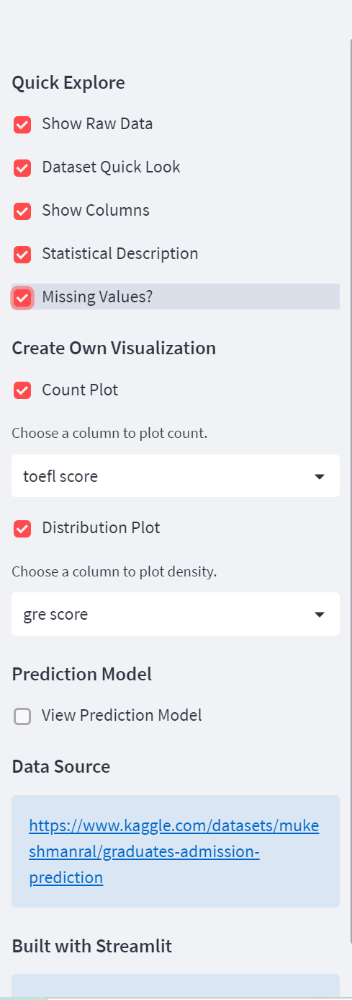 Quick Explore
Show Raw Data
Dataset Quick Look
Show Columns
Statistical Description
Missing Values?
Create Own Visualization
Count Plot
Choose a column to plot count.
toefl score
Distribution Plot
Choose a column to plot density.
gre score
Prediction Model
View Prediction Model
Data Source
https://www.kaggle.com/datasets/muke
shmanral/graduates-admission-
prediction
Built with Streamlit